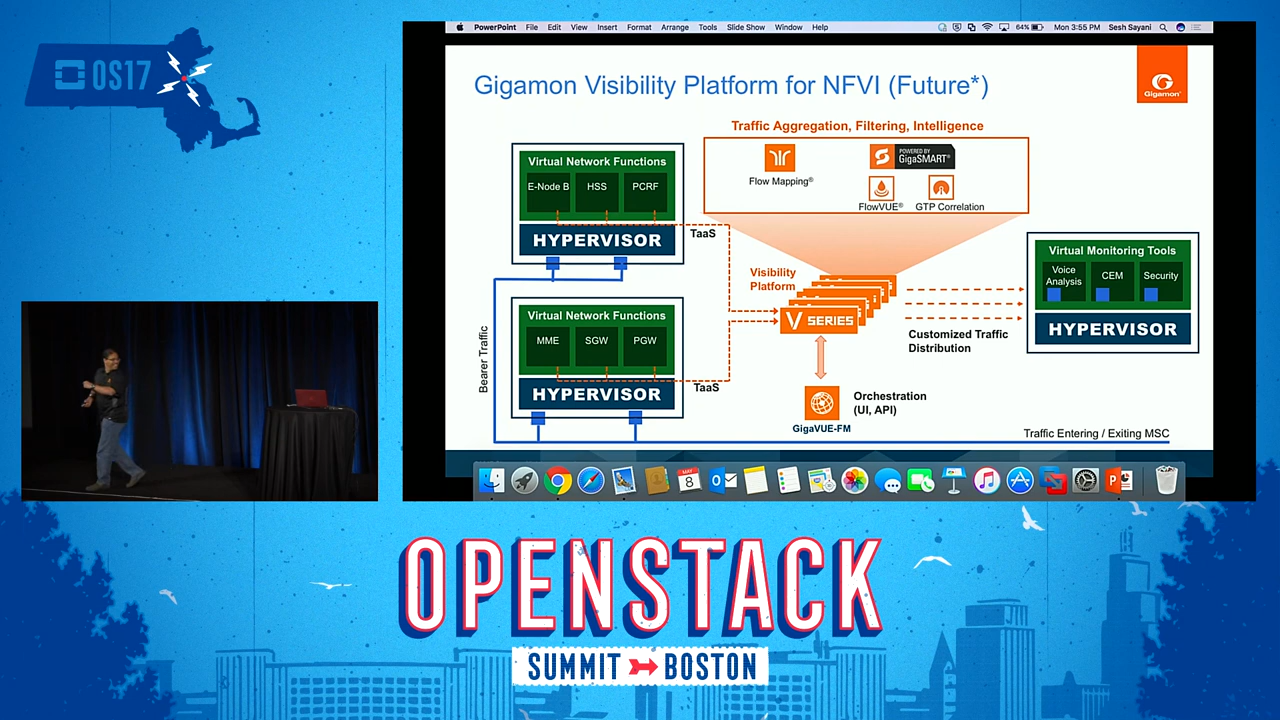 OS17
PowerPoint File Edit View Insert Format Arrange Tools Slide Show Window Help
64% Mon 3:55 PM Sesh Sayani
Gigamon Visibility Platform for NFVI (Future*)
Gigamon®
Traffic Aggregation, Filtering, Intelligence
Flow Mapping®
POWERED BY
GigaSMART®
FlowVUE®
GTP Correlation
Virtual Network Functions
E-Node B
HSS
PCRF
HYPERVISOR
TaaS
Virtual Network Functions
MME
SGW
PGW
HYPERVISOR
TaaS
Bearer Traffic
Visibility
Platform
V SERIES
Customized Traffic
Distribution
Virtual Monitoring Tools
Voice
Analysis
CEM
Security
HYPERVISOR
Orchestration
(UI, API)
GigaVUE-FM
Traffic Entering / Exiting MSC
MAY
8
OPENSTACK
SUMMIT BOSTON